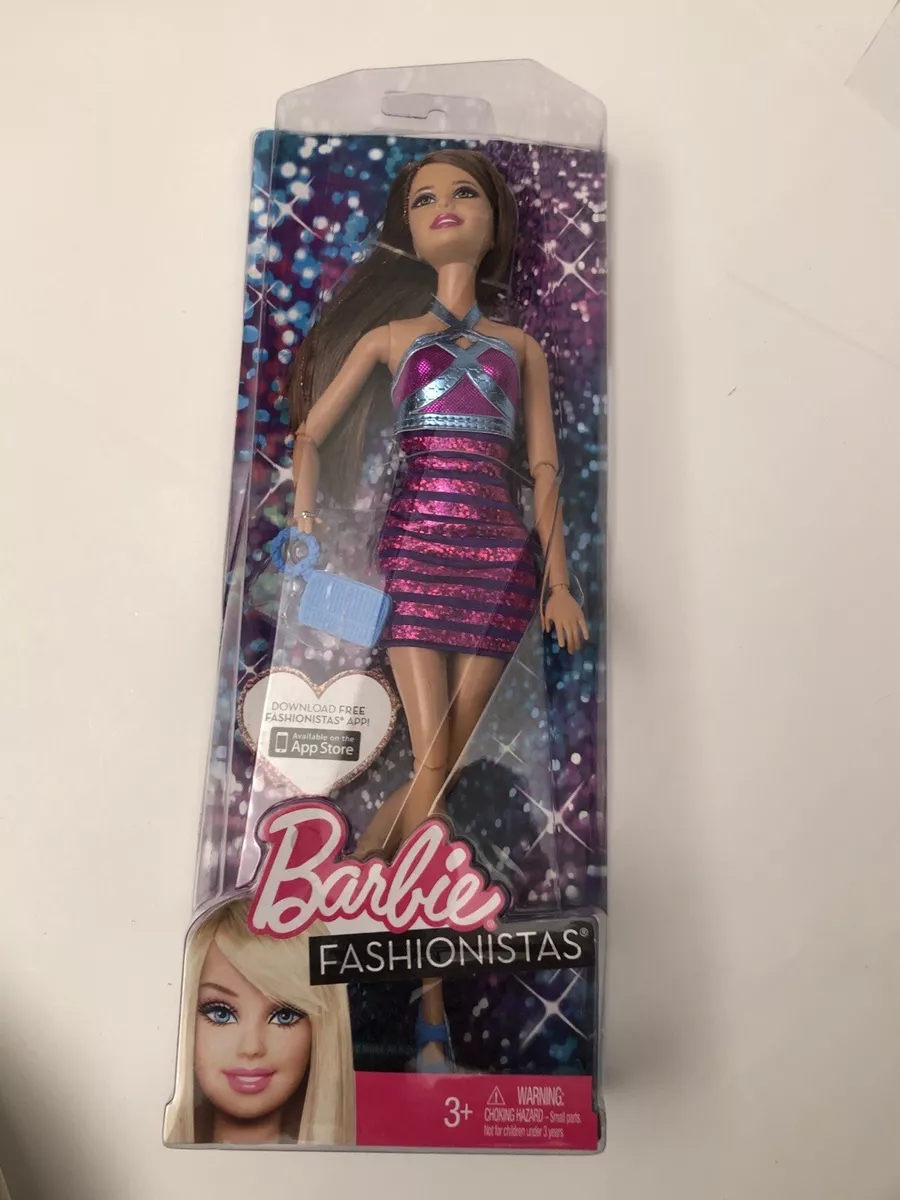 DOWNLOAD FREE
FASHIONISTAS® APP!
Available on the
App Store
Barbie
FASHIONISTAS®
3+
WARNING:
CHOKING HAZARD – Small parts.
Not for children under 3 years.